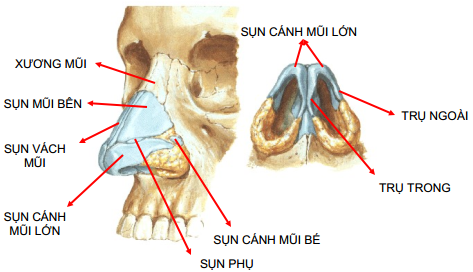 XƯƠNG MŨI
SỤN MŨI BÊN
SỤN VÁCH
MŨI
SỤN CÁNH
MŨI LỚN
SỤN PHỤ
SỤN CÁNH MŨI BÉ
SỤN CÁNH MŨI LỚN
TRỤ NGOÀI
TRỤ TRONG